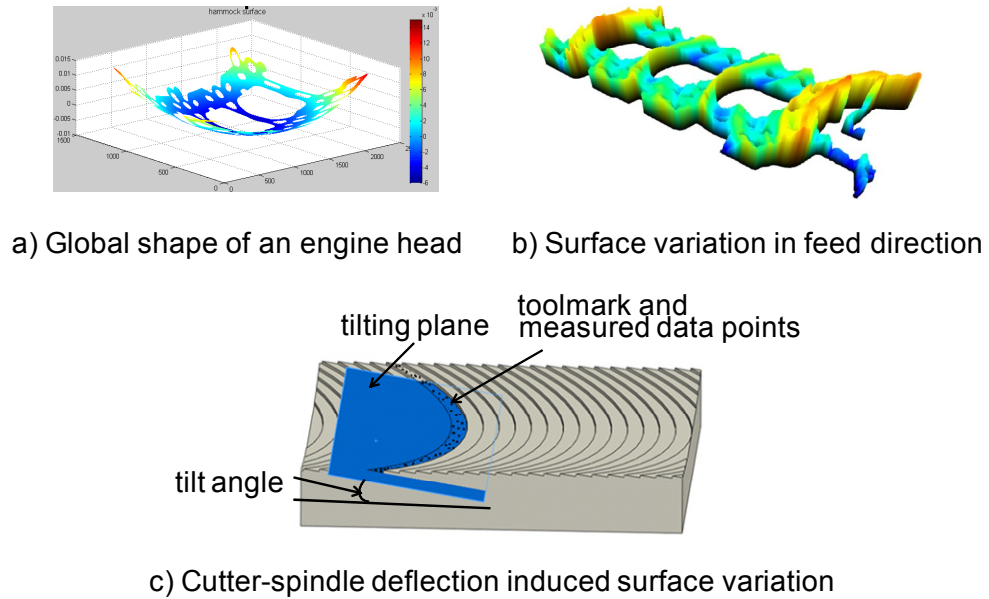 hammock surface
x 10⁻³
0.015
0.01
0.005
0
-0.005
-0.01
1500
1000
500
0
0
500
1000
1500
2000
14
12
10
8
6
4
2
0
-2
-4
-6
a) Global shape of an engine head
b) Surface variation in feed direction
toolmark and
measured data points
tilting plane
tilt angle
c) Cutter-spindle deflection induced surface variation